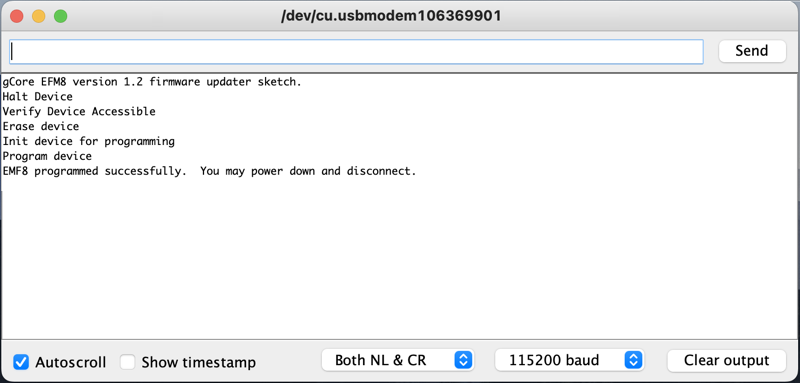 /dev/cu.usbmodem106369901
Send
gCore EFM8 version 1.2 firmware updater sketch.
Halt Device
Verify Device Accessible
Erase device
Init device for programming
Program device
EMF8 programmed successfully.  You may power down and disconnect.
Autoscroll
Show timestamp
Both NL & CR
115200 baud
Clear output